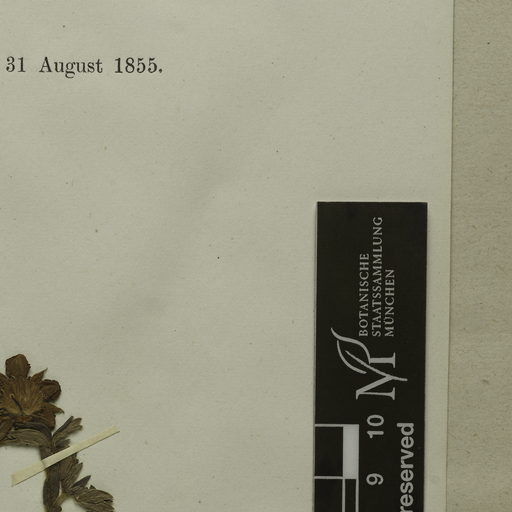 31 August 1855.
BOTANISCHE
STAATSSAMMLUNG
MÜNCHEN
M
9 10
reserved